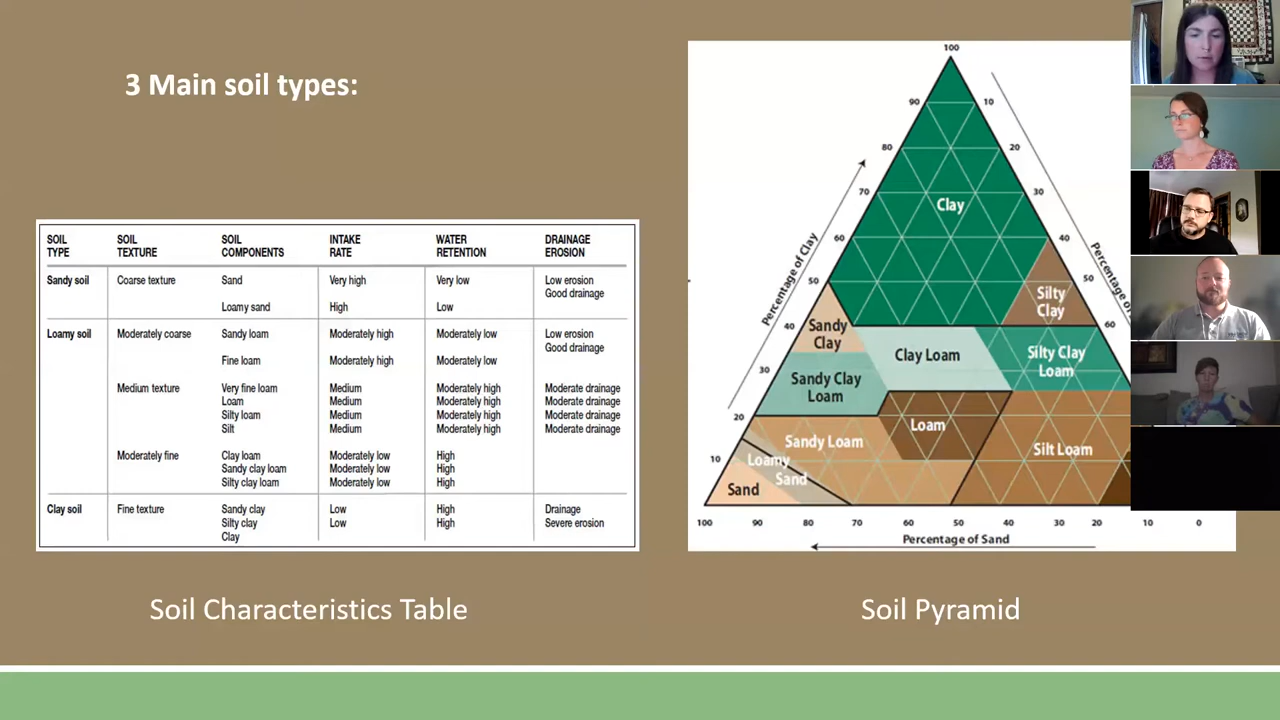 3 Main soil types:
SOIL TYPE SOIL TEXTURE SOIL COMPONENTS INTAKE RATE WATER RETENTION DRAINAGE EROSION
Sandy soil Coarse texture Sand Very high Very low Low erosion
Good drainage
Loamy sand High Low
Loamy soil Moderately coarse Sandy loam Moderately high Moderately low Low erosion
Good drainage
Fine loam Moderately high Moderately low
Medium texture Very fine loam Medium Moderately high Moderate drainage
Loam Medium Moderately high Moderate drainage
Silty loam Medium Moderately high Moderate drainage
Silt Medium Moderately high Moderate drainage
Moderately fine Clay loam Moderately low High
Sandy clay loam Moderately low High
Silty clay loam Moderately low High
Clay soil Fine texture Sandy clay Low High Drainage
Silty clay Low High Severe erosion
Clay
Soil Characteristics Table
100
90 10
80 20
70 30
Clay
60 40
50 50
40 60
30
20
10
Percentage of Clay
Percentage of
Silty
Clay
Sandy
Clay
Clay Loam
Silty Clay
Loam
Sandy Clay
Loam
Loam
Sandy Loam
Silt Loam
Loamy
Sand
Sand
100 90 80 70 60 50 40 30 20 10 0
Percentage of Sand
Soil Pyramid